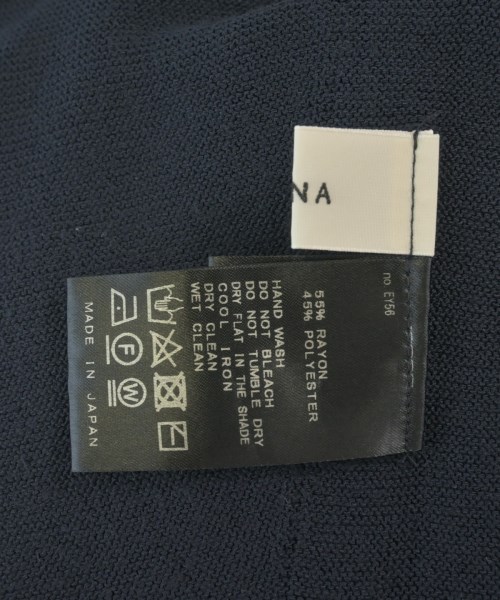 NA
no. EY56
55% RAYON
45% POLYESTER
HAND WASH
DO NOT BLEACH
DO NOT TUMBLE DRY
DRY FLAT IN THE SHADE
COOL IRON
DRY CLEAN
WET CLEAN
F
W
MADE IN JAPAN